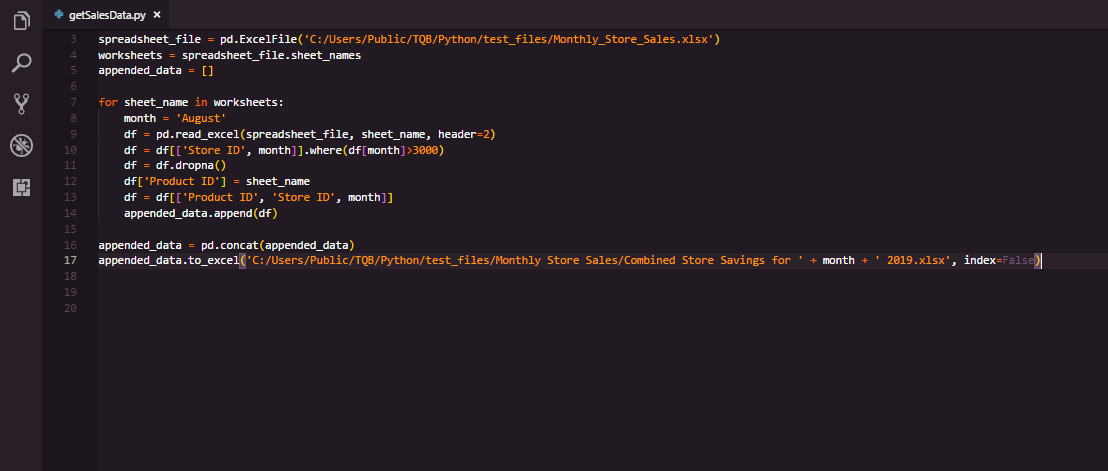 getSalesData.py ×
3 spreadsheet_file = pd.ExcelFile('C:/Users/Public/TQB/Python/test_files/Monthly_Store_Sales.xlsx')
4 worksheets = spreadsheet_file.sheet_names
5 appended_data = []
6
7 for sheet_name in worksheets:
8     month = 'August'
9     df = pd.read_excel(spreadsheet_file, sheet_name, header=2)
10     df = df[['Store ID', month]].where(df[month]>3000)
11     df = df.dropna()
12     df['Product ID'] = sheet_name
13     df = df[['Product ID', 'Store ID', month]]
14     appended_data.append(df)
15
16 appended_data = pd.concat(appended_data)
17 appended_data.to_excel('C:/Users/Public/TQB/Python/test_files/Monthly Store Sales/Combined Store Savings for ' + month + ' 2019.xlsx', index=False)
18
19
20